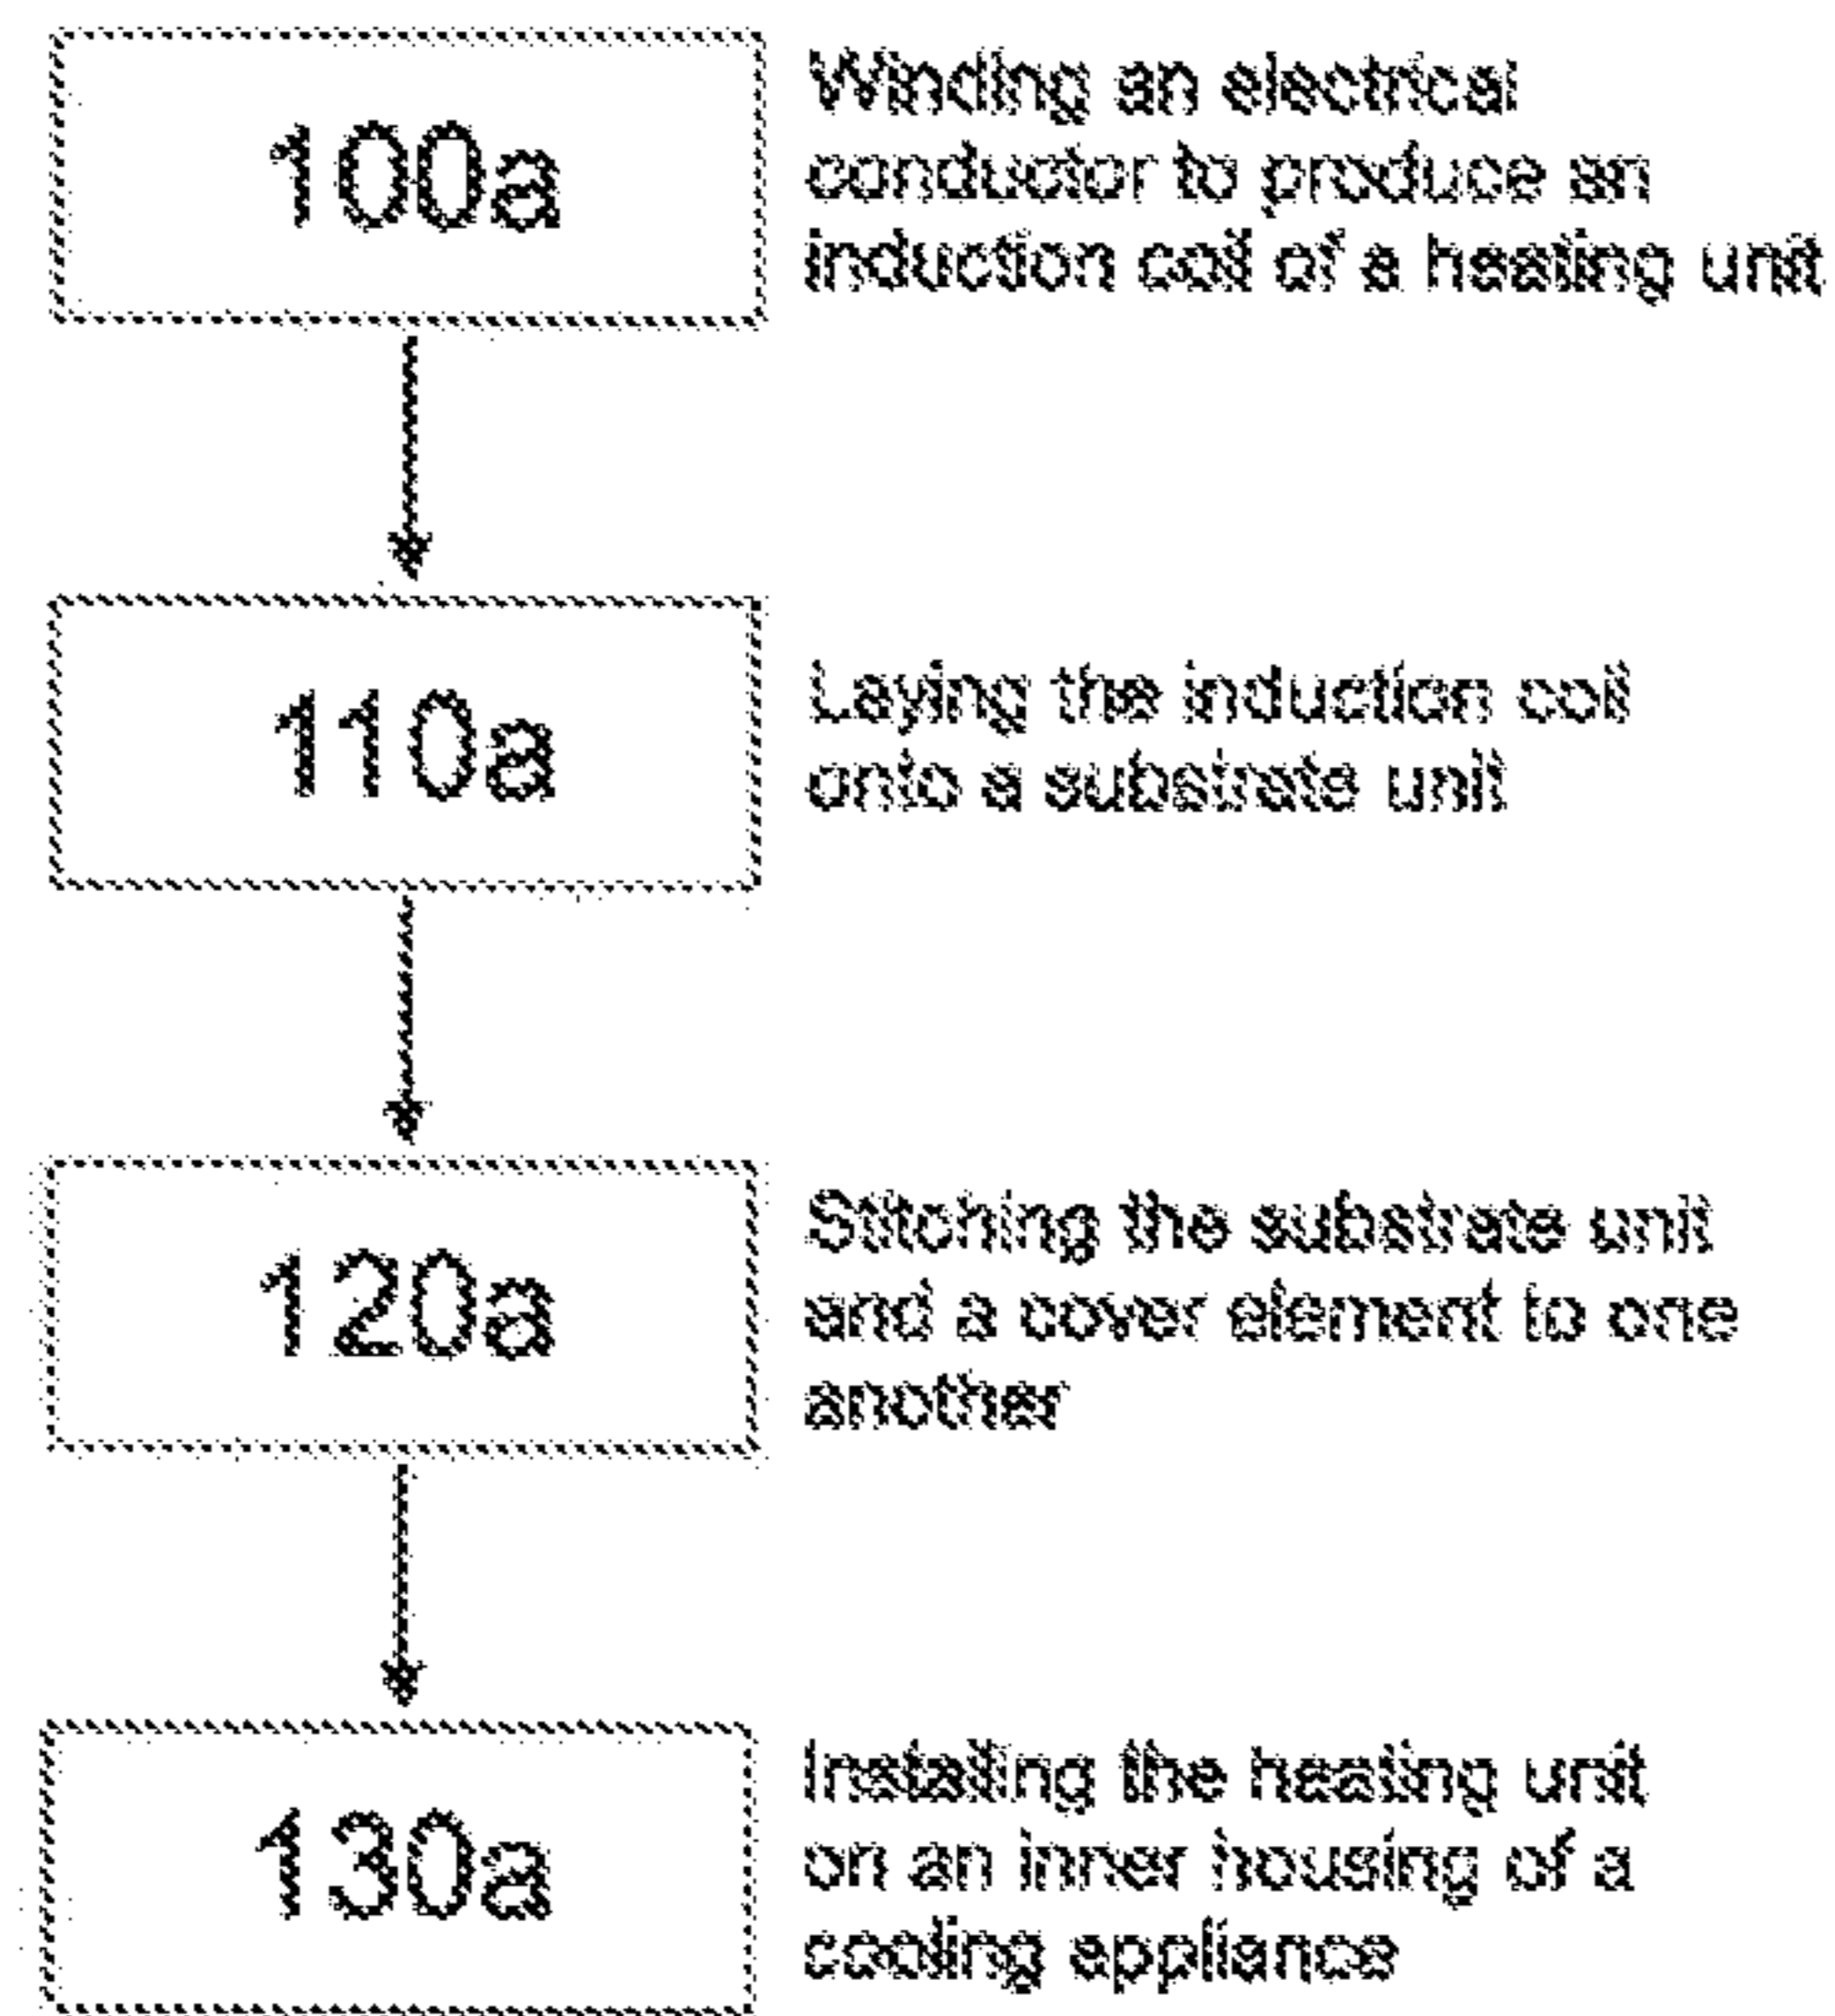 100a
Winding an electrical
conductor to produce an
induction coil of a heating unit
110a
Laying the induction coil
onto a substrate unit
120a
Stitching the substrate unit
and a cover element to one
another
130a
Installing the heating unit
on an inner housing of a
cooling appliance